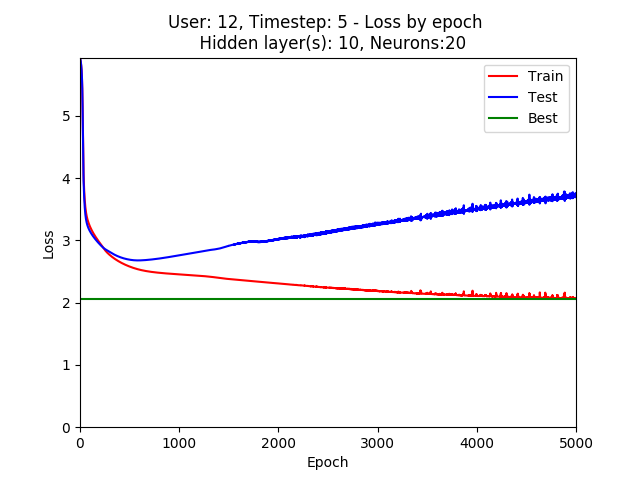 User: 12, Timestep: 5 - Loss by epoch
Hidden layer(s): 10, Neurons:20
Train
Test
Best
5
4
3
2
1
0
Loss
0 1000 2000 3000 4000 5000
Epoch